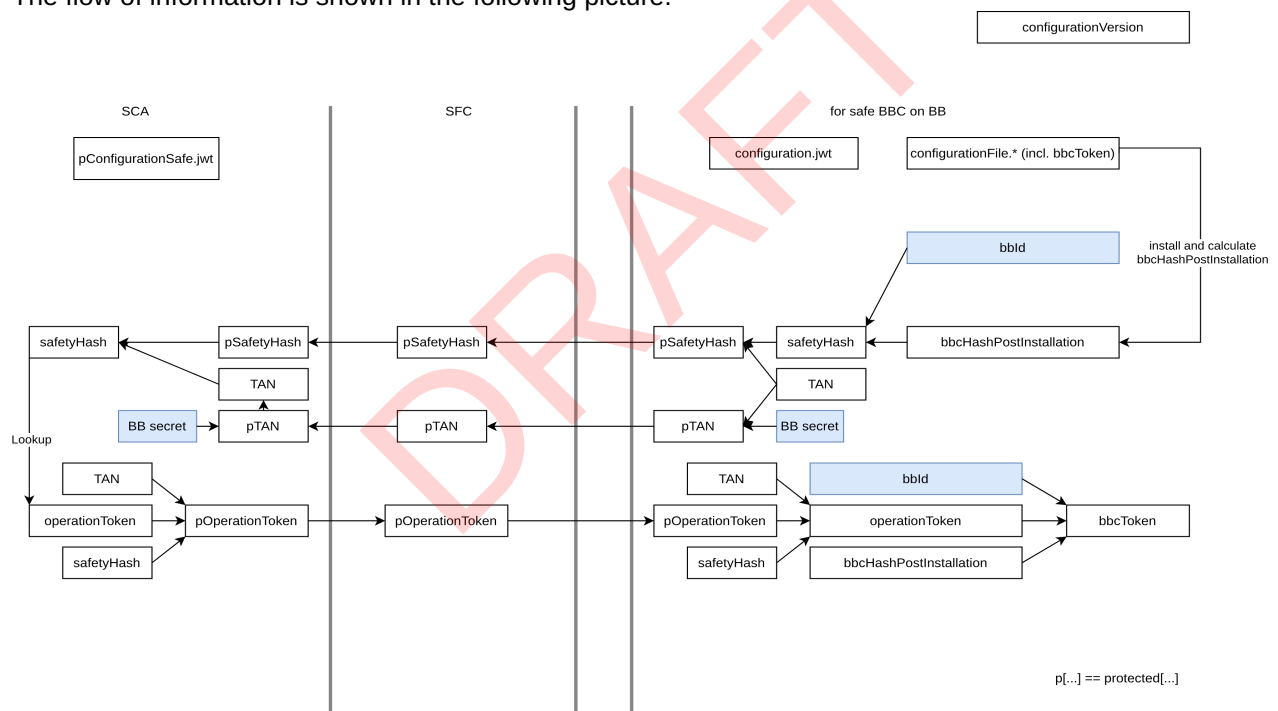 The flow of information is shown in the following picture.
configurationVersion
SCA
SFC
for safe BBC on BB
pConfigurationSafe.jwt
configuration.jwt
configurationFile.* (incl. bbcToken)
bbId
install and calculate
bbcHashPostInstallation
safetyHash
pSafetyHash
pSafetyHash
pSafetyHash
safetyHash
bbcHashPostInstallation
TAN
TAN
BB secret
pTAN
pTAN
pTAN
BB secret
Lookup
TAN
TAN
bbId
operationToken
pOperationToken
pOperationToken
pOperationToken
operationToken
bbcToken
safetyHash
safetyHash
bbcHashPostInstallation
p[...] == protected[...]
DRAFT